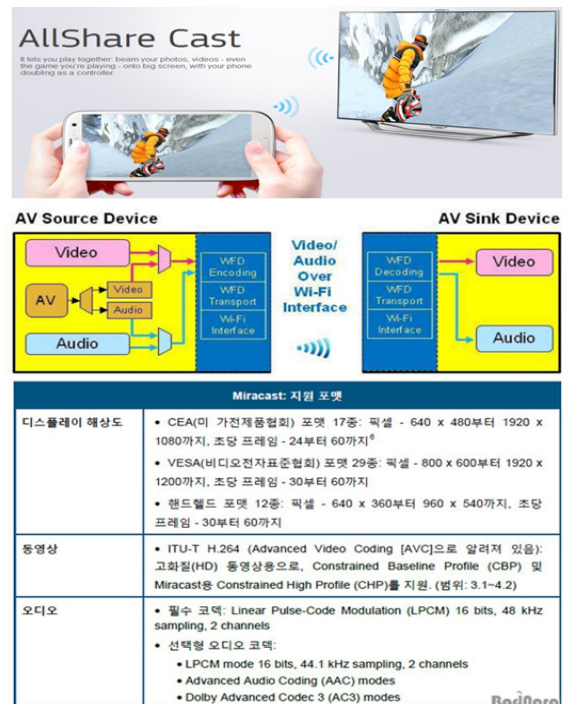 AllShare Cast
It lets you play together: beam your photos, videos - even
the game you're playing - onto big screen, with your phone
doubling as a controller.
AV Source Device
AV Sink Device
Video
AV
Video
Audio
Audio
WFD
Encoding
WFD
Transport
Wi-Fi
Interface
Video/
Audio
Over
Wi-Fi
Interface
WFD
Decoding
WFD
Transport
Wi-Fi
Interface
Video
Audio
Miracast: 지원 포맷
디스플레이 해상도
• CEA(미 가전제품협회) 포맷 17종: 픽셀 - 640 x 480부터 1920 x
1080까지, 초당 프레임 - 24부터 60까지6
• VESA(비디오전자표준협회) 포맷 29종: 픽셀 - 800 x 600부터 1920 x
1200까지, 초당 프레임 - 30부터 60까지
• 핸드헬드 포맷 12종: 픽셀 - 640 x 360부터 960 x 540까지, 초당
프레임 - 30부터 60까지
동영상
• ITU-T H.264 (Advanced Video Coding [AVC]으로 알려져 있음):
고화질(HD) 동영상용으로, Constrained Baseline Profile (CBP) 및
Miracast용 Constrained High Profile (CHP)를 지원. (범위: 3.1~4.2)
오디오
• 필수 코덱: Linear Pulse-Code Modulation (LPCM) 16 bits, 48 kHz
sampling, 2 channels
• 선택형 오디오 코덱:
• LPCM mode 16 bits, 44.1 kHz sampling, 2 channels
• Advanced Audio Coding (AAC) modes
• Dolby Advanced Codec 3 (AC3) modes